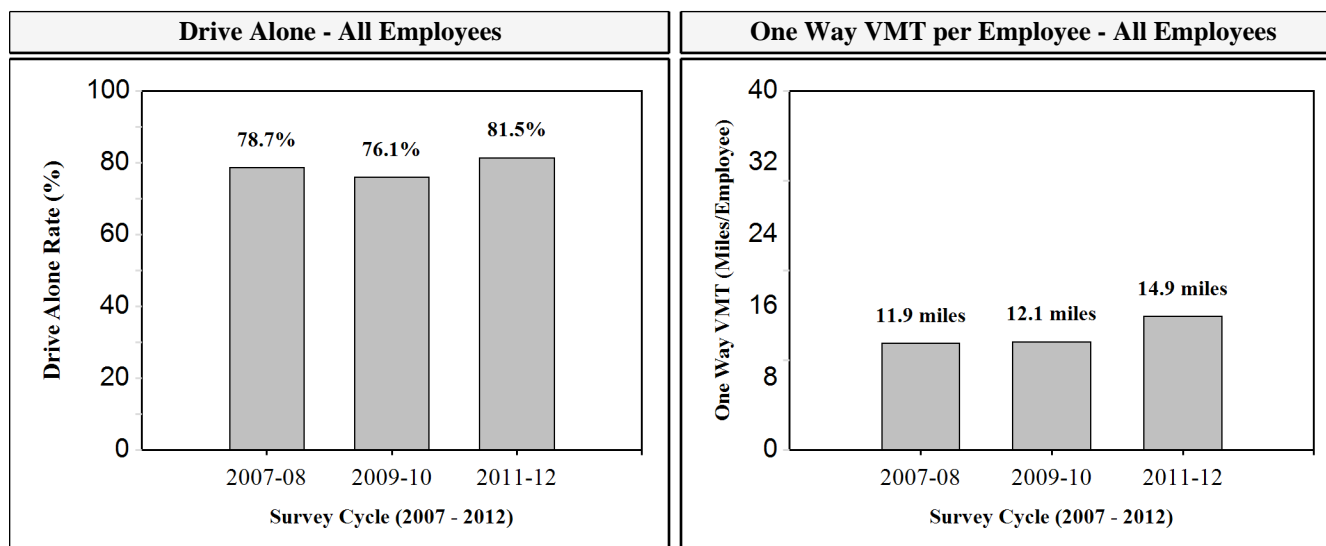 Drive Alone - All Employees
Drive Alone Rate (%)
100
80
60
40
20
0
78.7%
76.1%
81.5%
2007-08 2009-10 2011-12
Survey Cycle (2007 - 2012)
One Way VMT per Employee - All Employees
One Way VMT (Miles/Employee)
40
32
24
16
8
0
11.9 miles
12.1 miles
14.9 miles
2007-08 2009-10 2011-12
Survey Cycle (2007 - 2012)